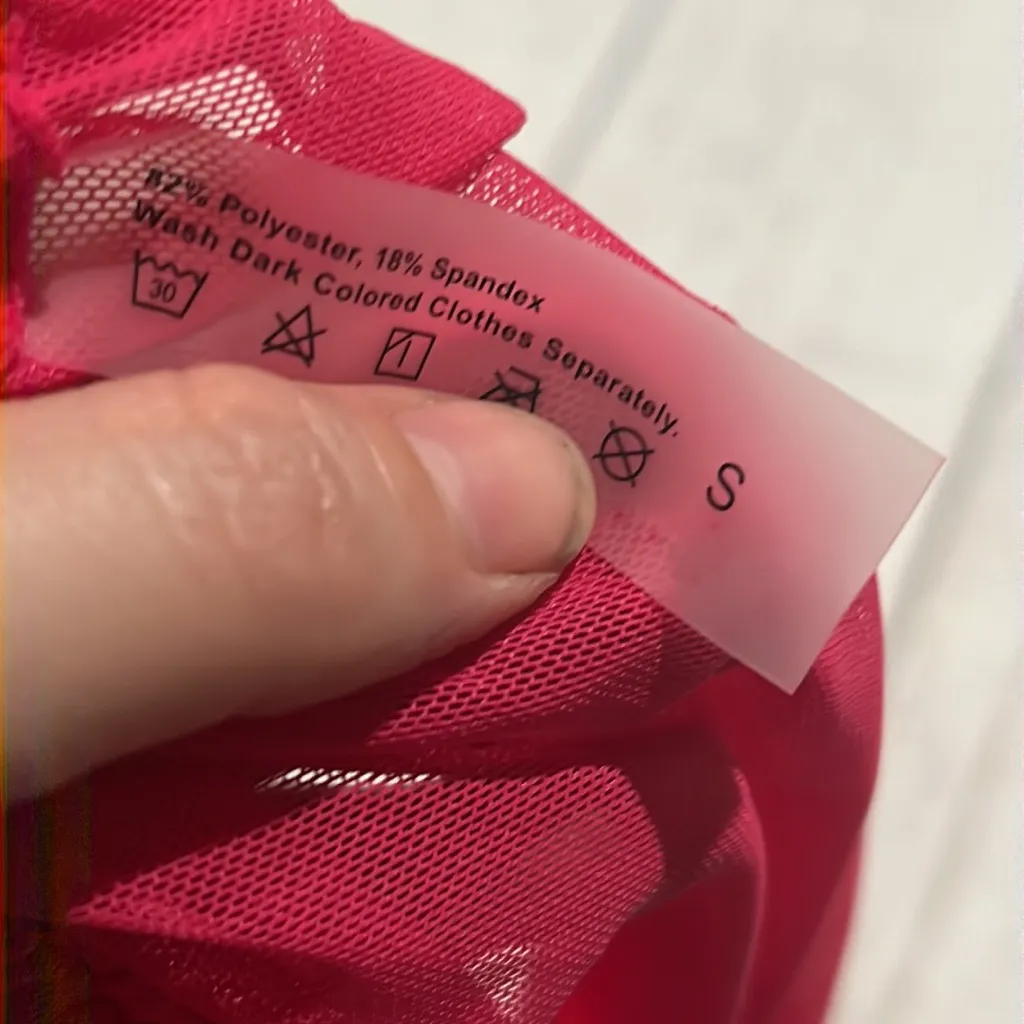 82% Polyester, 18% Spandex
Wash Dark Colored Clothes Separately.
30
S